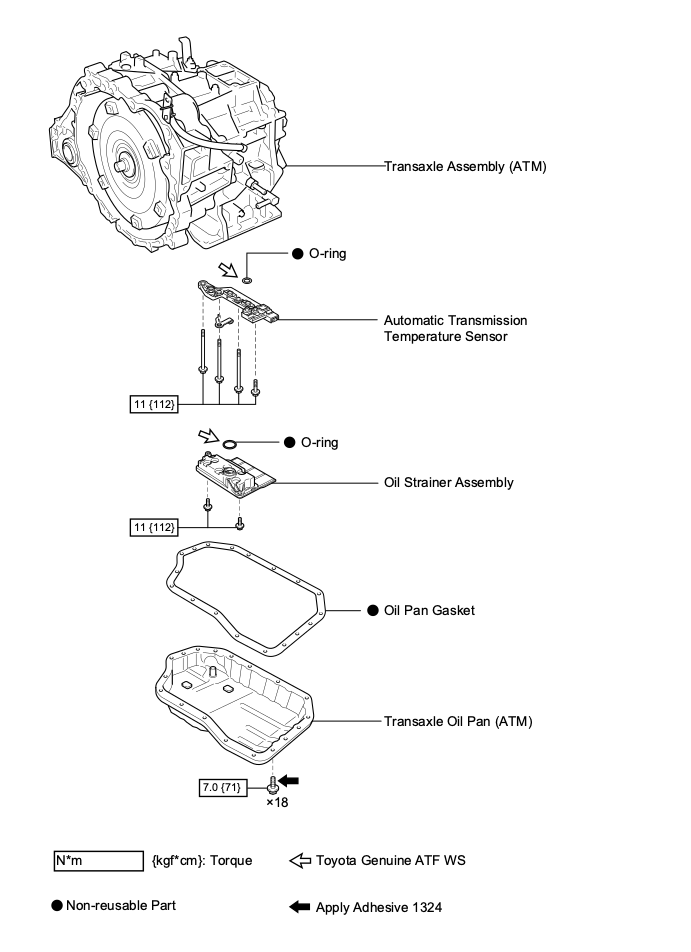 Transaxle Assembly (ATM)
● O-ring
Automatic Transmission
Temperature Sensor
11 {112}
● O-ring
Oil Strainer Assembly
11 {112}
● Oil Pan Gasket
Transaxle Oil Pan (ATM)
7.0 {71}
×18
N*m {kgf*cm}: Torque Toyota Genuine ATF WS
● Non-reusable Part Apply Adhesive 1324